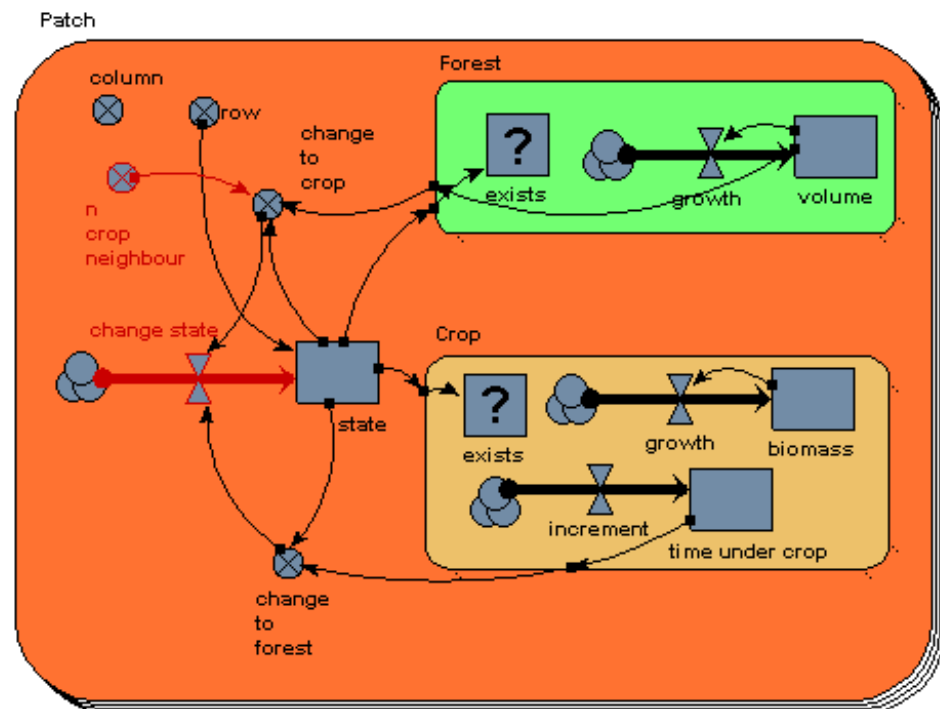 Patch
column
row
Forest
change
to
crop
?
exists
growth
volume
n
crop
neighbour
change state
Crop
state
?
exists
growth
biomass
increment
time under crop
change
to
forest